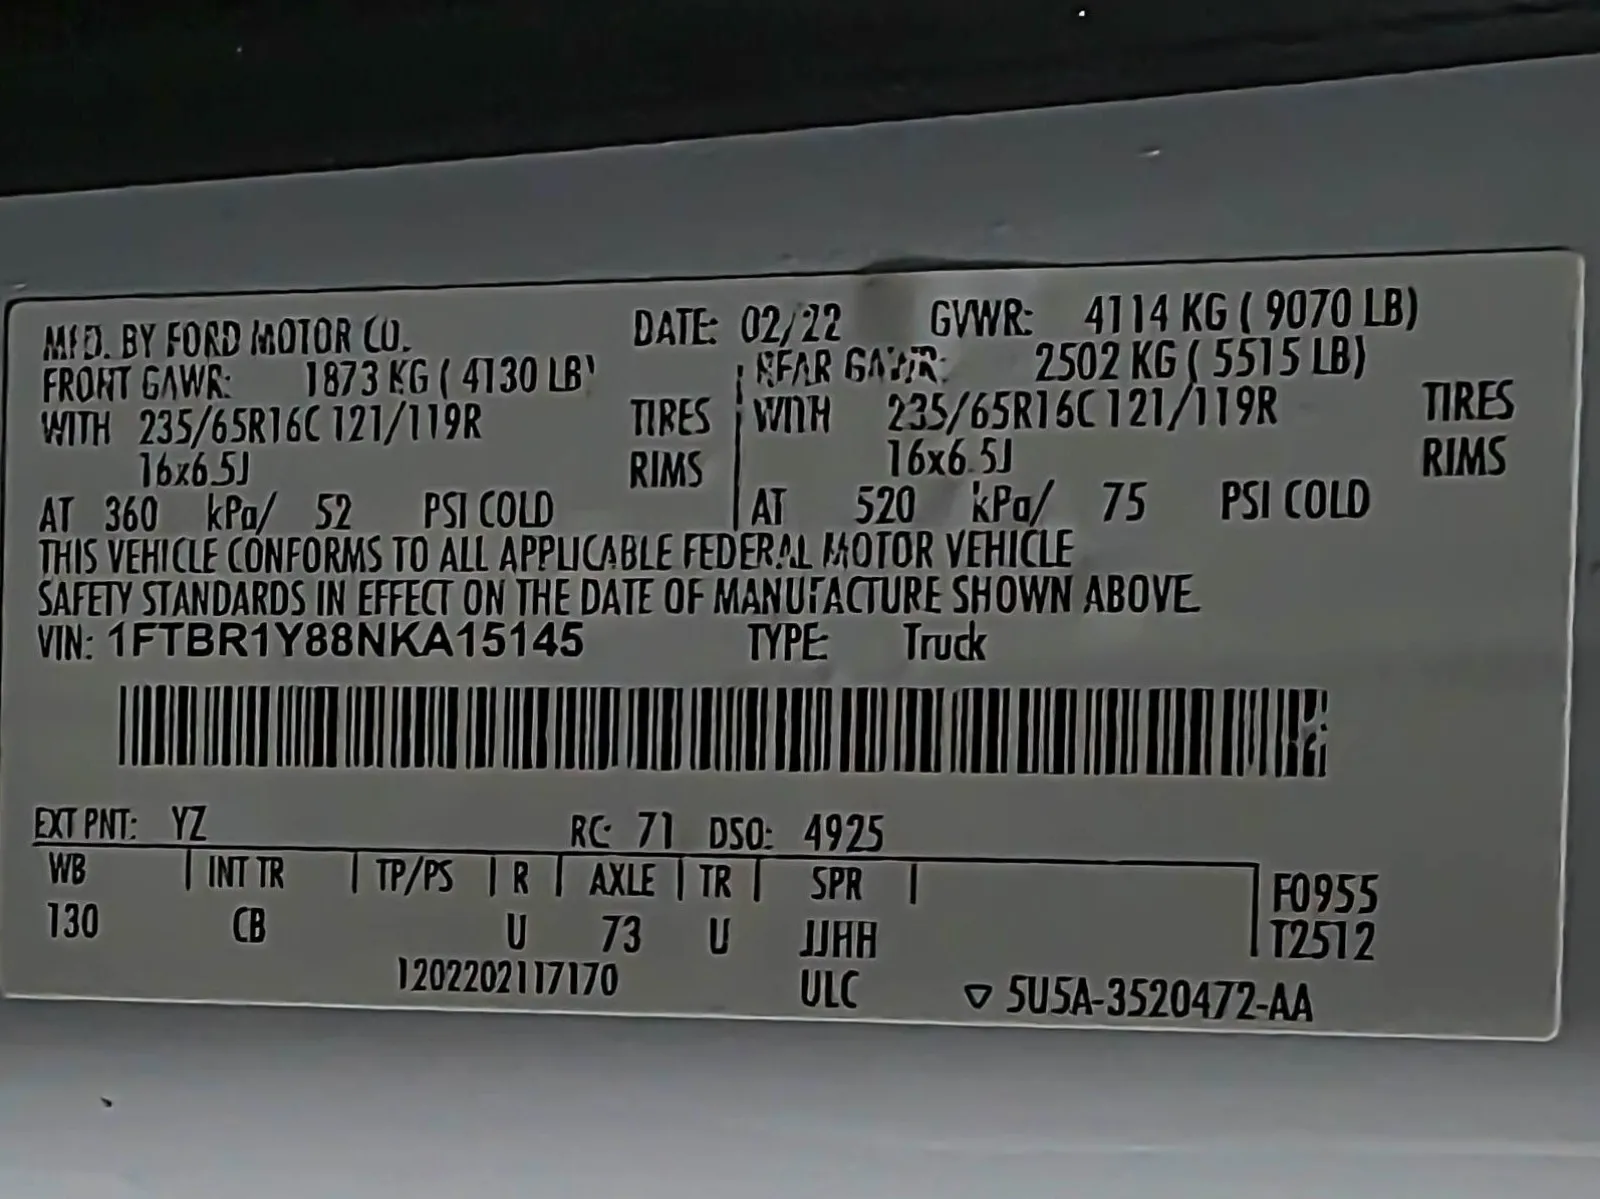 MFD. BY FORD MOTOR CO. DATE: 02/22 GVWR: 4114 KG ( 9070 LB)
FRONT GAWR: 1873 KG ( 4130 LB) REAR GAWR: 2502 KG ( 5515 LB)
WITH 235/65R16C 121/119R TIRES WITH 235/65R16C 121/119R TIRES
16x6.5J RIMS 16x6.5J RIMS
AT 360 kPa/ 52 PSI COLD AT 520 kPa/ 75 PSI COLD
THIS VEHICLE CONFORMS TO ALL APPLICABLE FEDERAL MOTOR VEHICLE
SAFETY STANDARDS IN EFFECT ON THE DATE OF MANUFACTURE SHOWN ABOVE.
VIN: 1FTBR1Y88NKA15145 TYPE: Truck
EXT PNT: YZ RC: 71 DSO: 4925
WB | INT TR | TP/PS | R | AXLE | TR | SPR | F0955
130 CB U 73 U JJHH T2512
1202202117170 ULC ▽ 5U5A-3520472-AA